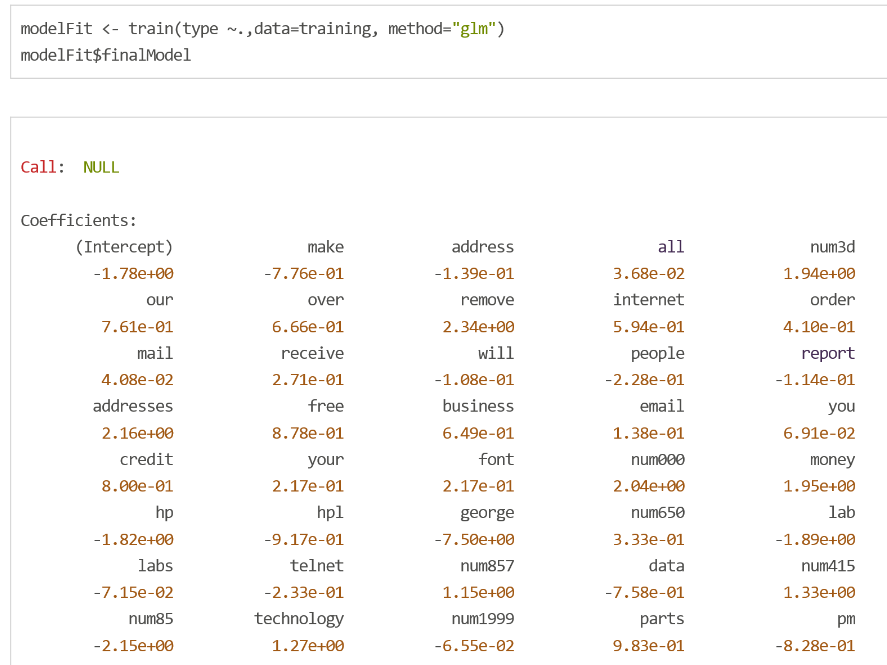 modelFit <- train(type ~.,data=training, method="glm")
modelFit$finalModel
Call:  NULL
Coefficients:
(Intercept) make address all num3d
-1.78e+00 -7.76e-01 -1.39e-01 3.68e-02 1.94e+00
our over remove internet order
7.61e-01 6.66e-01 2.34e+00 5.94e-01 4.10e-01
mail receive will people report
4.08e-02 2.71e-01 -1.08e-01 -2.28e-01 -1.14e-01
addresses free business email you
2.16e+00 8.78e-01 6.49e-01 1.38e-01 6.91e-02
credit your font num000 money
8.00e-01 2.17e-01 2.17e-01 2.04e+00 1.95e+00
hp hpl george num650 lab
-1.82e+00 -9.17e-01 -7.50e+00 3.33e-01 -1.89e+00
labs telnet num857 data num415
-7.15e-02 -2.33e-01 1.15e+00 -7.58e-01 1.33e+00
num85 technology num1999 parts pm
-2.15e+00 1.27e+00 -6.55e-02 9.83e-01 -8.28e-01